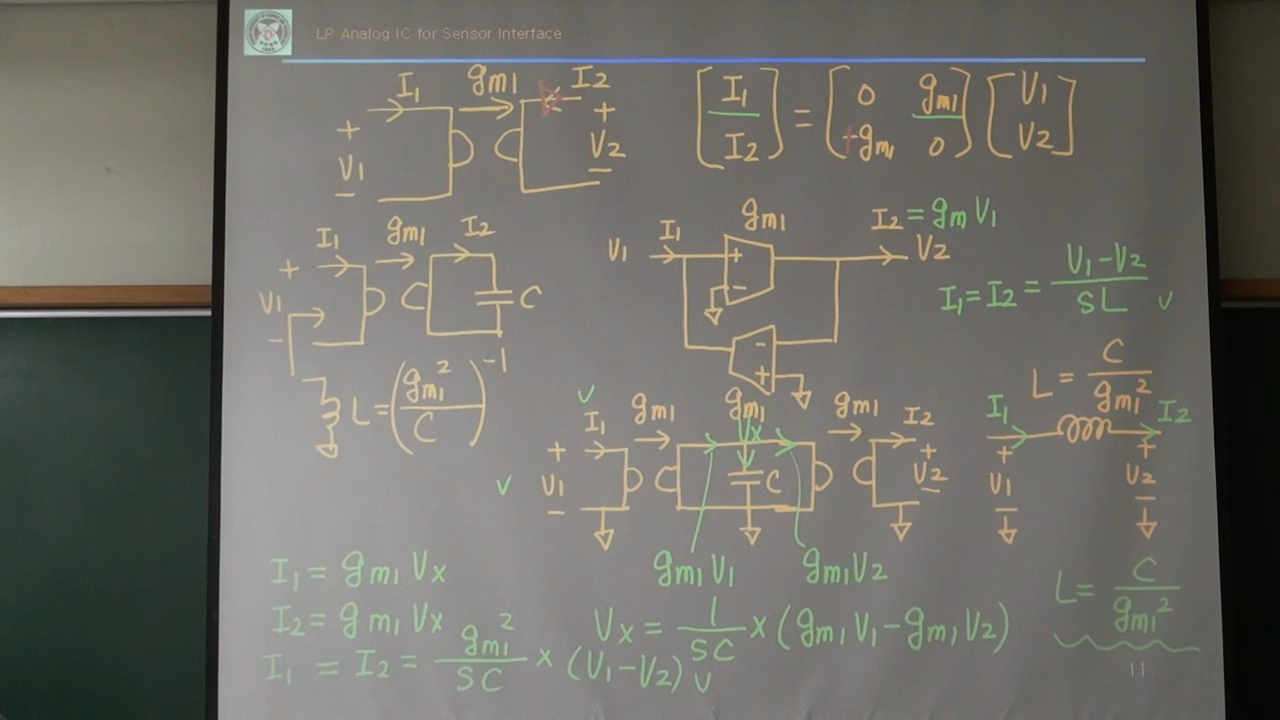 LP Analog IC for Sensor Interface
I1 gm1 I2
+ V1 - + V2 -
[I1 I2] = [0 gm1 +gm1 0] [V1 V2]
I1 gm1 I2
+ V1 - C
L = (gm1² / C)⁻¹
gm1
V1 I1 + - I2 = gm V1
V2
- +
I1 = I2 = (V1 - V2) / SL v
L = C / gm1²
v
I1 gm1 gm1 gm1 I2
v + V1 - Vx C + V2 -
I1 I2
+ V1 - + V2 -
gm1 V1 gm1 V2
I1 = gm1 Vx
I2 = gm1 Vx
Vx = 1 / SC × (gm1 V1 - gm1 V2)
I1 = I2 = gm1² / SC × (V1 - V2) v
L = C / gm1²
11